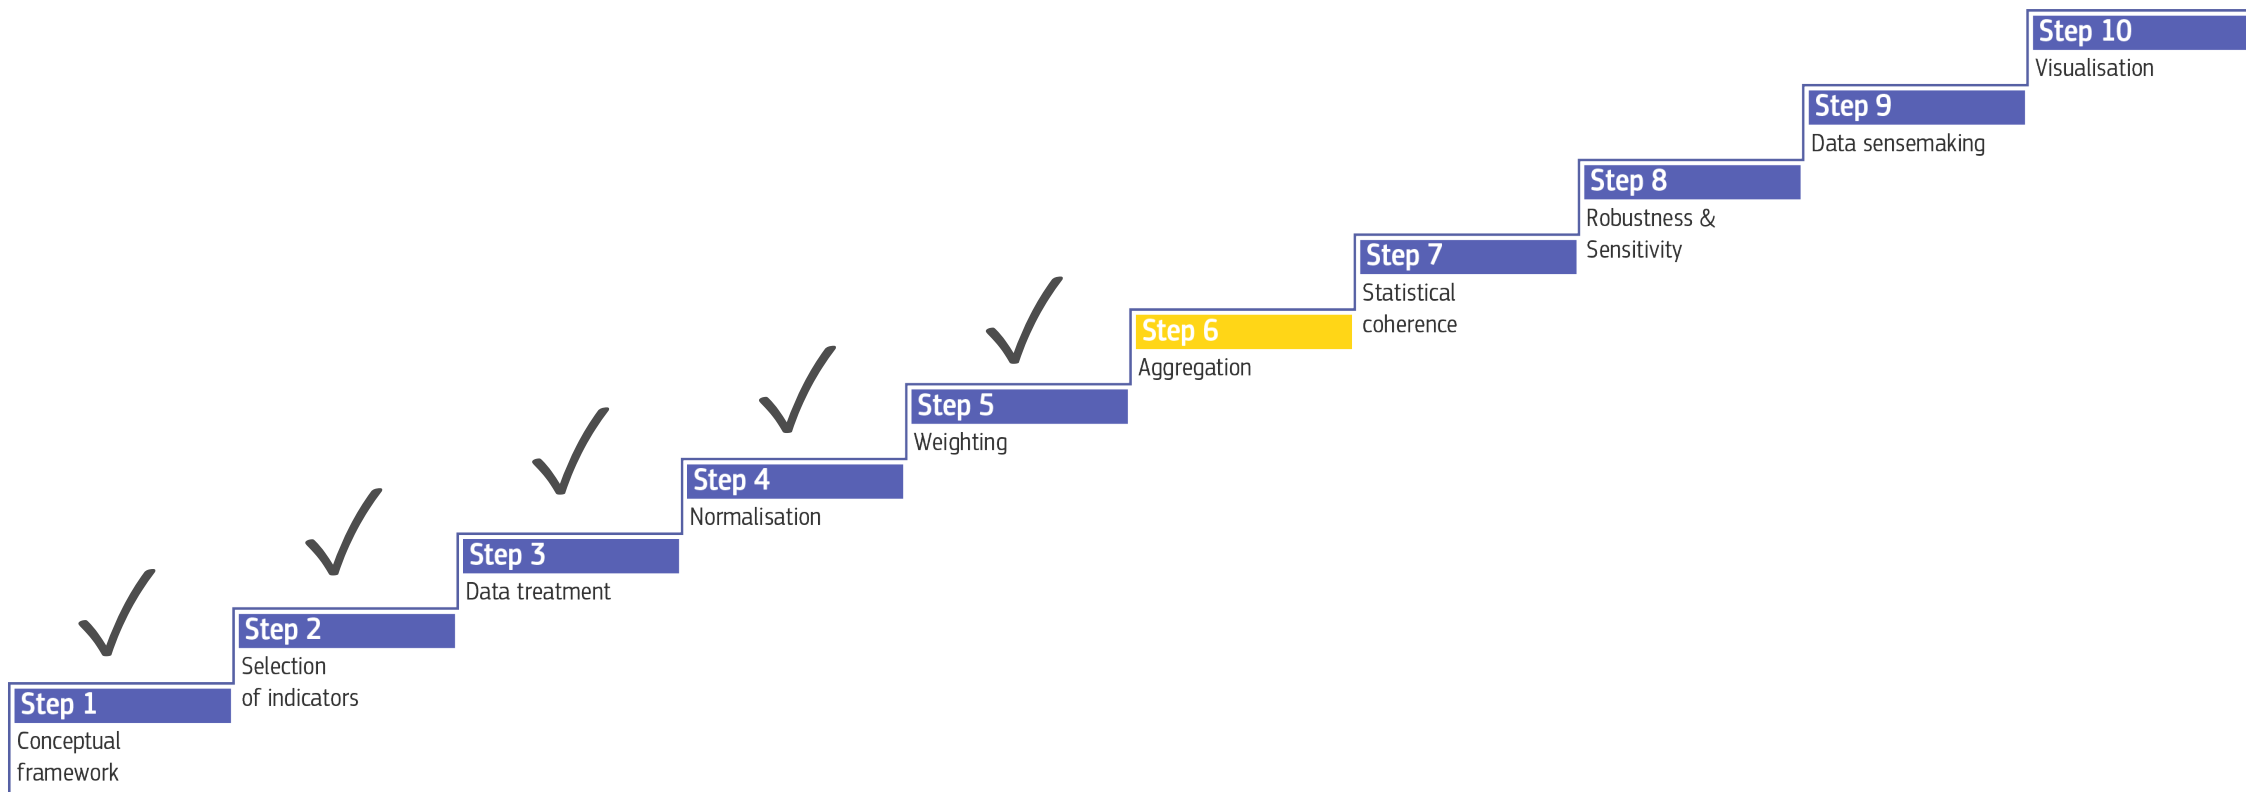 Step 1
Conceptual
framework
Step 2
Selection
of indicators
Step 3
Data treatment
Step 4
Normalisation
Step 5
Weighting
Step 6
Aggregation
Step 7
Statistical
coherence
Step 8
Robustness &
Sensitivity
Step 9
Data sensemaking
Step 10
Visualisation